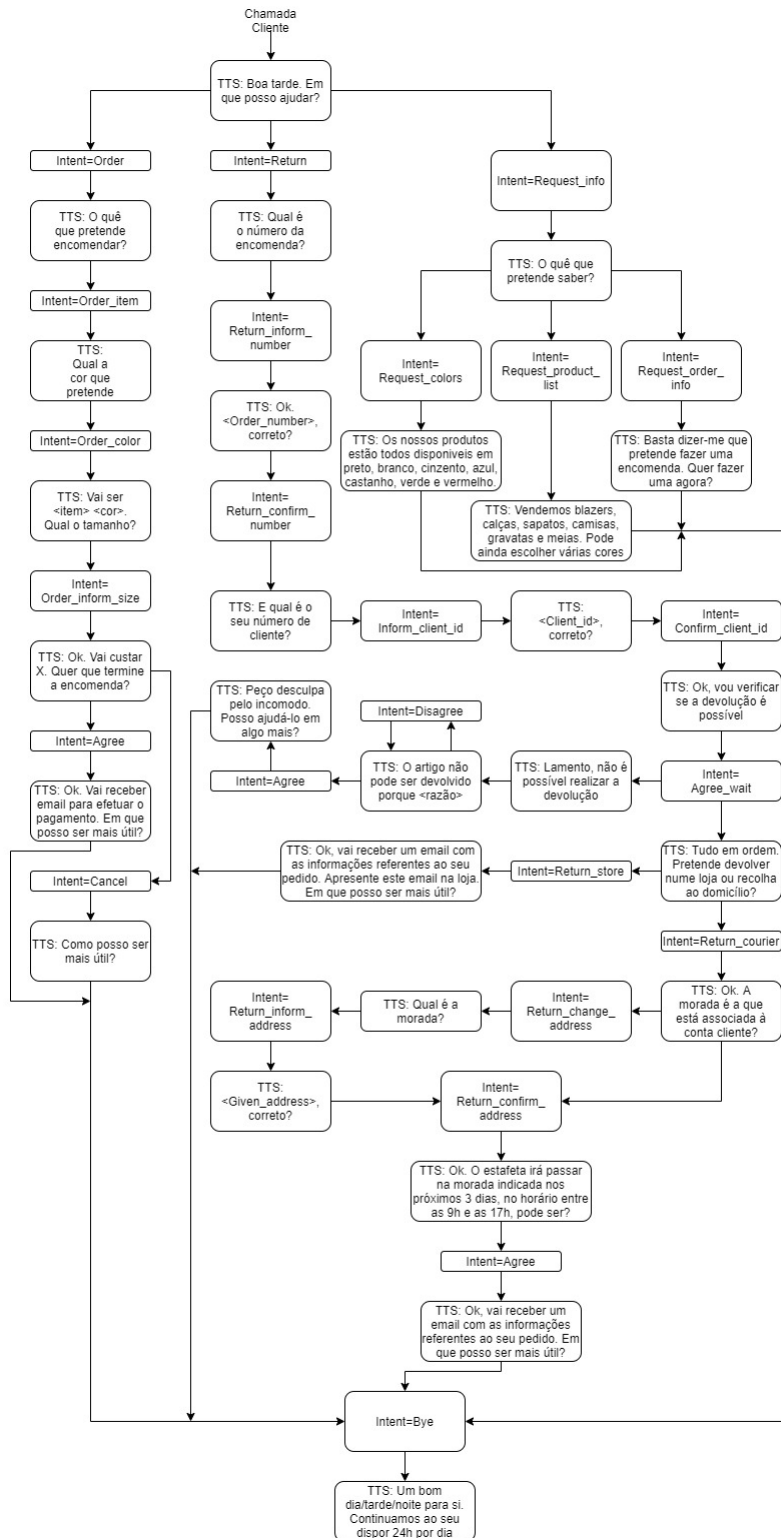 Chamada
Cliente
TTS: Boa tarde. Em
que posso ajudar?
Intent=Order
Intent=Return
Intent=Request_info
TTS: O quê
que pretende
encomendar?
TTS: Qual é
o número da
encomenda?
TTS: O quê que
pretende saber?
Intent=Order_item
Intent=
Return_inform_
number
TTS:
Qual a
cor que
pretende
Intent=
Request_colors
Intent=
Request_product_
list
Intent=
Request_order_
info
TTS: Ok.
<Order_number>,
correto?
Intent=Order_color
TTS: Os nossos produtos
estão todos disponiveis em
preto, branco, cinzento, azul,
castanho, verde e vermelho.
TTS: Basta dizer-me que
pretende fazer uma
encomenda. Quer fazer
uma agora?
TTS: Vai ser
<item> <cor>.
Qual o tamanho?
Intent=
Return_confirm_
number
TTS: Vendemos blazers,
calças, sapatos, camisas,
gravatas e meias. Pode
ainda escolher várias cores
Intent=
Order_inform_size
TTS: E qual é o
seu número de
cliente?
Intent=
Inform_client_id
TTS:
<Client_id>,
correto?
Intent=
Confirm_client_id
TTS: Ok. Vai custar
X. Quer que termine
a encomenda?
TTS: Peço desculpa
pelo incomodo.
Posso ajudá-lo em
algo mais?
Intent=Disagree
TTS: Ok, vou verificar
se a devolução é
possível
Intent=Agree
Intent=Agree
TTS: O artigo não
pode ser devolvido
porque <razão>
TTS: Lamento, não é
possível realizar a
devolução
Intent=
Agree_wait
TTS: Ok. Vai receber
email para efetuar o
pagamento. Em que
posso ser mais útil?
TTS: Ok, vai receber um email com
as informações referentes ao seu
pedido. Apresente este email na loja.
Em que posso ser mais útil?
Intent=Return_store
TTS: Tudo em ordem.
Pretende devolver
nume loja ou recolha
ao domicílio?
Intent=Cancel
Intent=Return_courier
TTS: Como posso ser
mais útil?
Intent=
Return_inform_
address
TTS: Qual é a
morada?
Intent=
Return_change_
address
TTS: Ok. A
morada é a que
está associada à
conta cliente?
TTS:
<Given_address>,
correto?
Intent=
Return_confirm_
address
TTS: Ok. O estafeta irá passar
na morada indicada nos
próximos 3 dias, no horário entre
as 9h e as 17h, pode ser?
Intent=Agree
TTS: Ok, vai receber um
email com as informações
referentes ao seu pedido. Em
que posso ser mais útil?
Intent=Bye
TTS: Um bom
dia/tarde/noite para si.
Continuamos ao seu
dispor 24h por dia